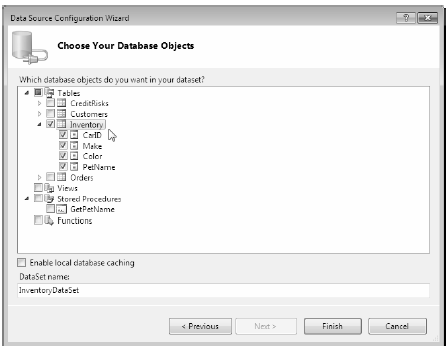 Data Source Configuration Wizard
Choose Your Database Objects
Which database objects do you want in your dataset?
Tables
CreditRisks
Customers
Inventory
CarID
Make
Color
PetName
Orders
Views
Stored Procedures
GetPetName
Functions
Enable local database caching
DataSet name:
InventoryDataSet
< Previous
Next >
Finish
Cancel